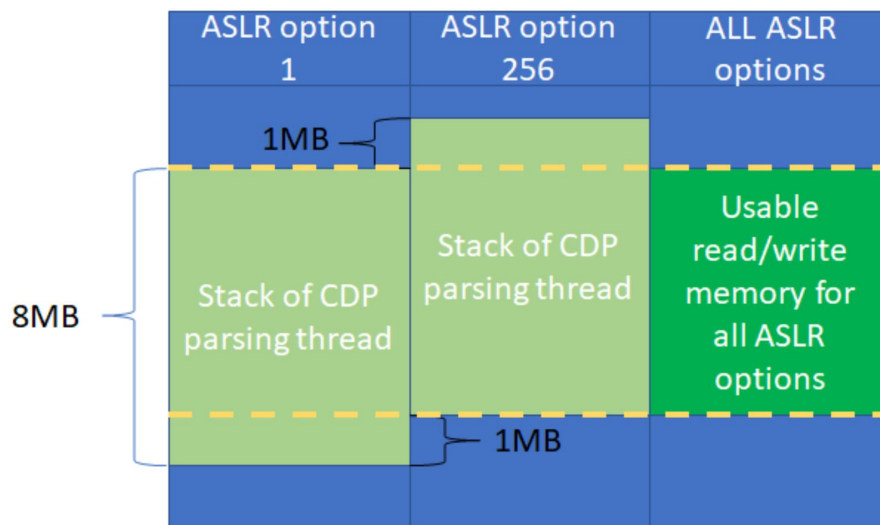 ASLR option
1
ASLR option
256
ALL ASLR
options
1MB
8MB
Stack of CDP
parsing thread
Stack of CDP
parsing thread
Usable
read/write
memory for
all ASLR
options
1MB